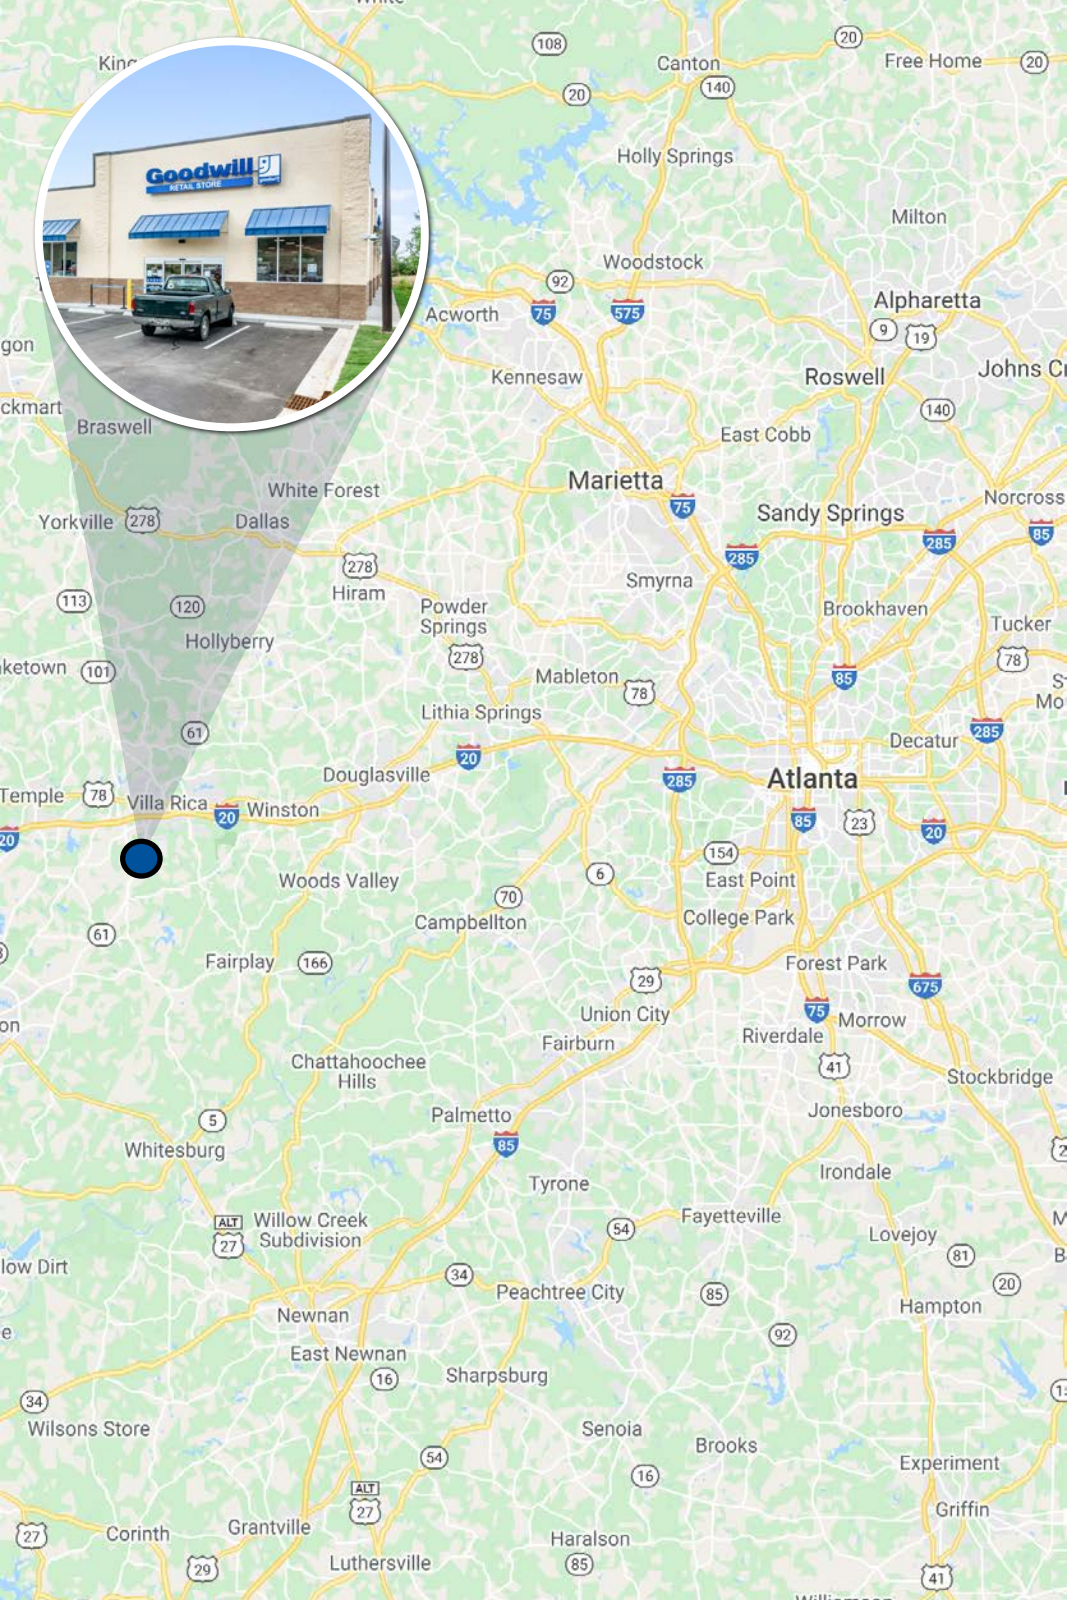 108
20
Free Home
20
Canton
20
140
Holly Springs
Milton
Goodwill
RETAIL STORE
Woodstock
92
Alpharetta
Acworth
75
575
9
19
Kennesaw
Roswell
140
Braswell
East Cobb
White Forest
Marietta
75
Norcross
Yorkville
278
Dallas
Sandy Springs
285
285
85
278
Hiram
Smyrna
113
120
Powder
Springs
Brookhaven
Hollyberry
Tucker
101
278
Mableton
78
85
78
61
Lithia Springs
Decatur
285
20
Douglasville
285
Atlanta
Temple
78
Villa Rica
20
Winston
85
23
20
20
154
Woods Valley
6
East Point
70
Campbellton
College Park
61
Fairplay
166
Forest Park
29
675
Union City
75
Morrow
Fairburn
Riverdale
Chattahoochee
Hills
41
Stockbridge
Palmetto
Jonesboro
5
85
Whitesburg
Irondale
Tyrone
ALT
27
Willow Creek
Subdivision
54
Fayetteville
Lovejoy
81
low Dirt
34
Peachtree City
85
20
Newnan
Hampton
92
East Newnan
16
Sharpsburg
34
Wilsons Store
Senoia
Brooks
54
16
Experiment
ALT
27
Griffin
27
Corinth
Grantville
Haralson
29
Luthersville
85
41